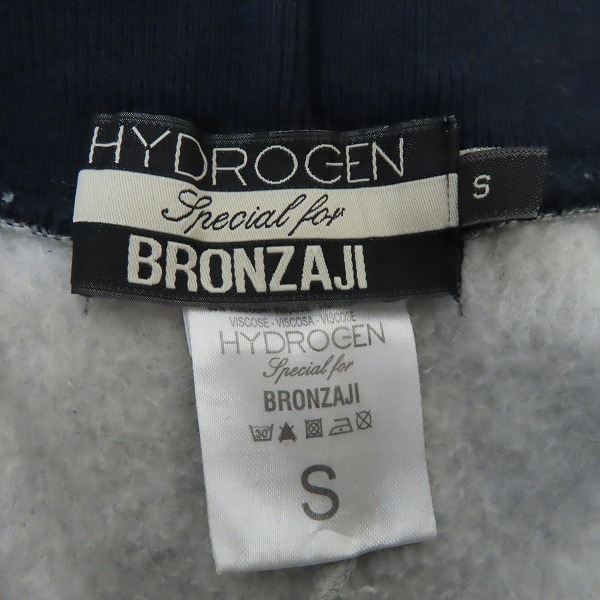 HYDROGEN
Special for
BRONZAJI
S
VISCOSE - VISCOSA - VISCOSE
HYDROGEN
Special for
BRONZAJI
30°
S